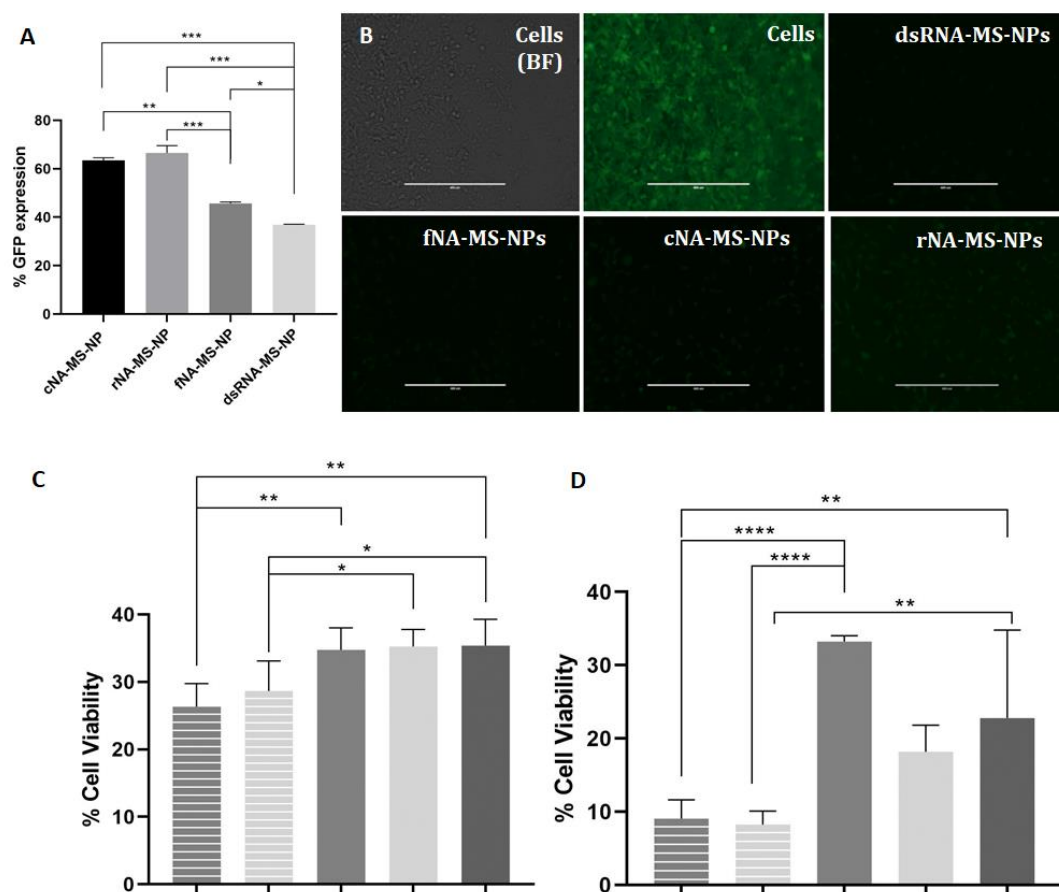 A
***
***
*
**
***
% GFP expression
80
60
40
20
0
cNA-MS-NP
rNA-MS-NP
fNA-MS-NP
dsRNA-MS-NP
B
Cells
(BF)
Cells
dsRNA-MS-NPs
fNA-MS-NPs
cNA-MS-NPs
rNA-MS-NPs
C
**
**
*
*
% Cell Viability
40
30
20
10
0
D
**
****
****
**
% Cell Viability
40
30
20
10
0